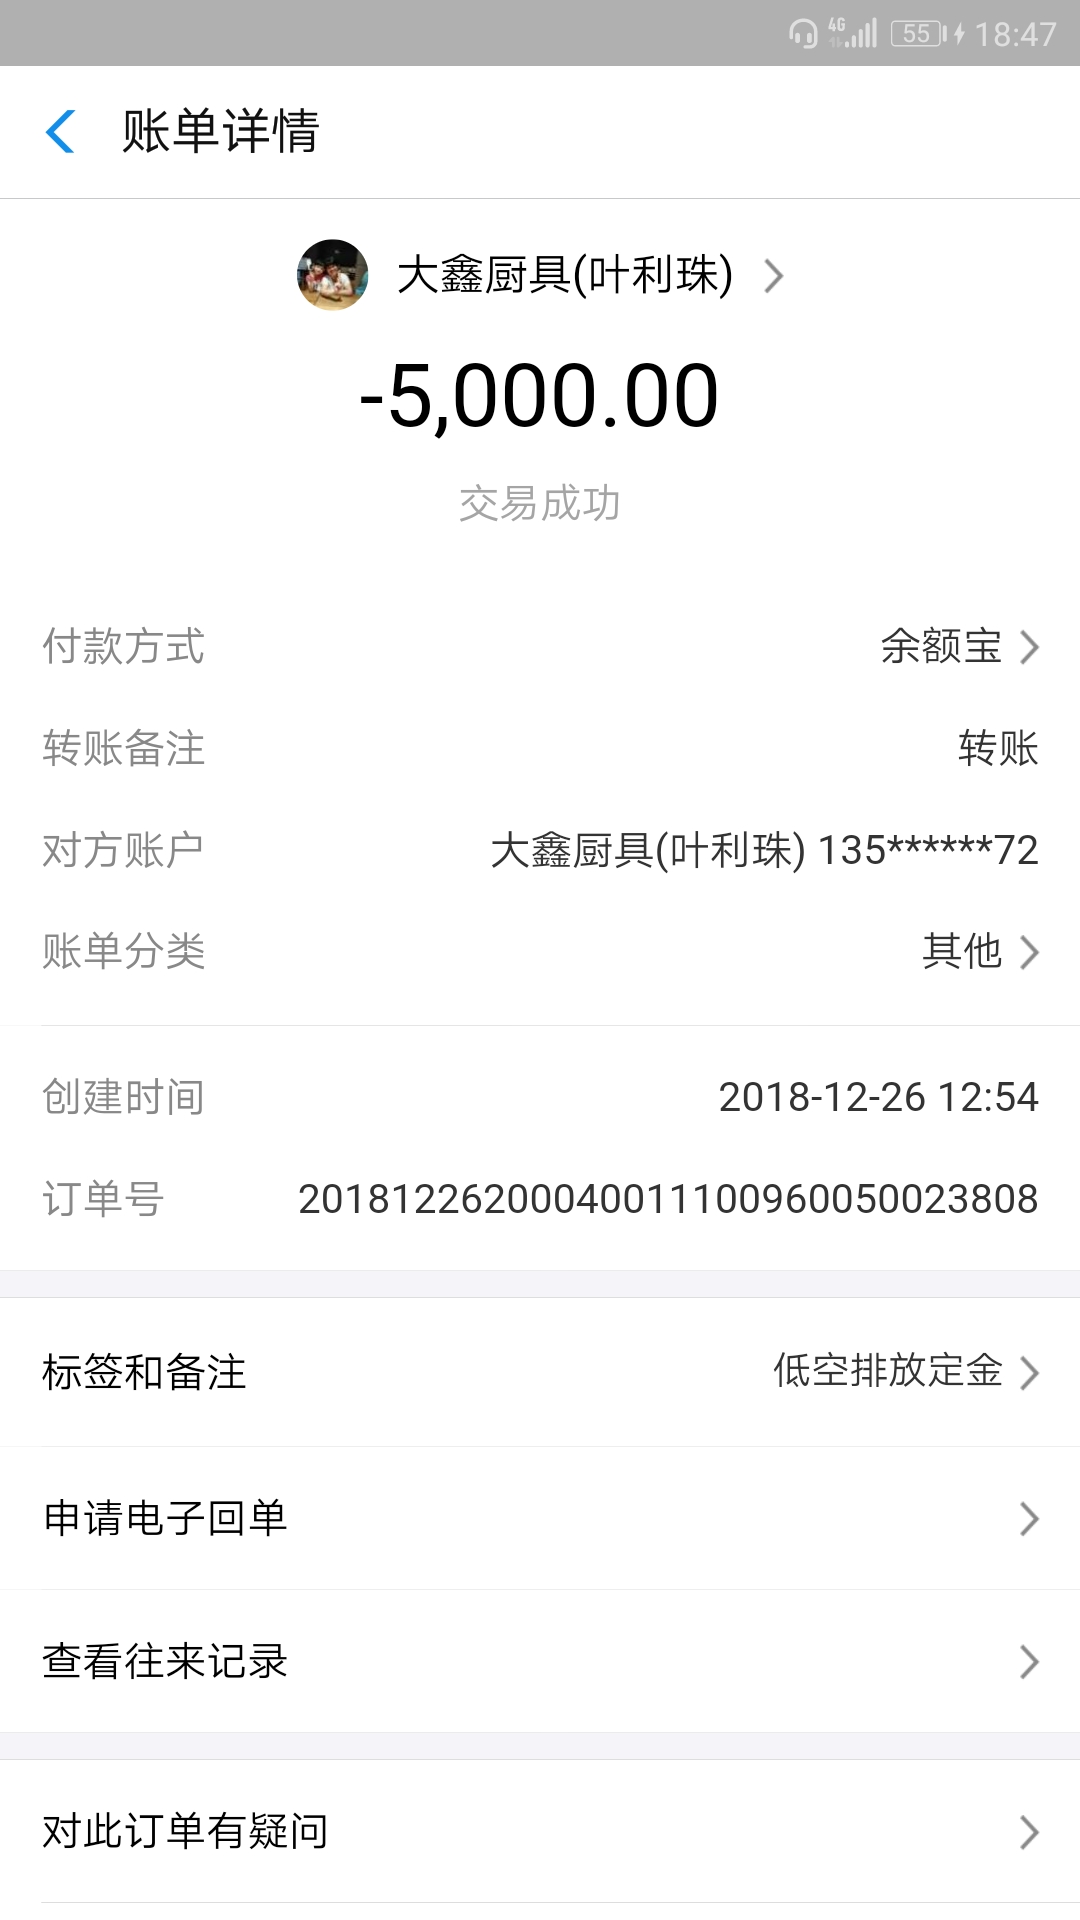 4G 55 18:47
账单详情
大鑫厨具(叶利珠)
-5,000.00
交易成功
付款方式 余额宝
转账备注 转账
对方账户 大鑫厨具(叶利珠) 135******72
账单分类 其他
创建时间 2018-12-26 12:54
订单号 20181226200040011100960050023808
标签和备注 低空排放定金
申请电子回单
查看往来记录
对此订单有疑问